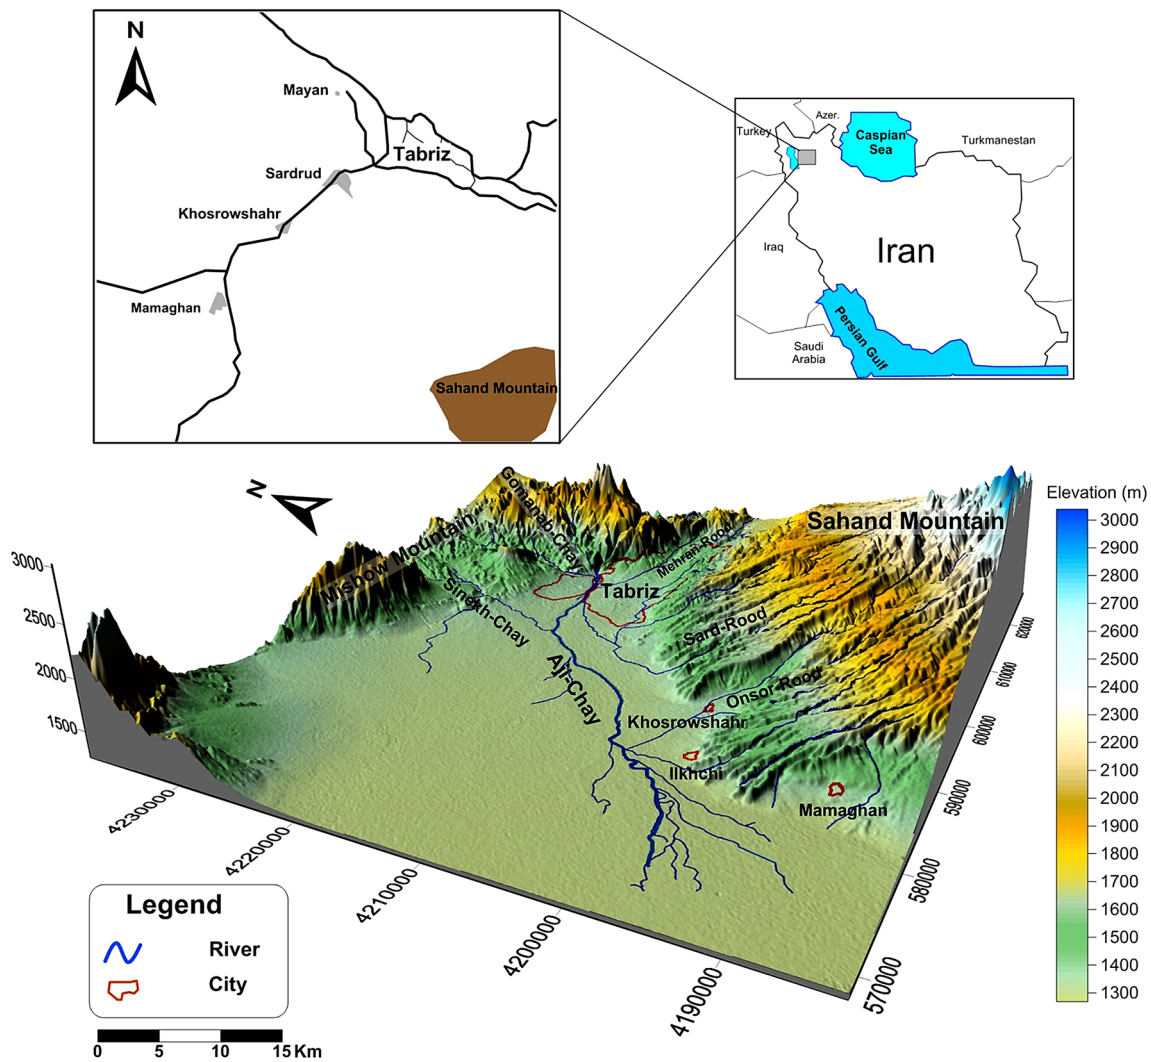 N
Mayan
Tabriz
Sardrud
Khosrowshahr
Mamaghan
Sahand Mountain
Azer.
Turkey
Caspian
Sea
Turkmanestan
Iraq
Iran
Persian Gulf
Saudi
Arabia
N
Gomanab-Chay
Mishow Mountain
Sinekh-Chay
Mehran-Rood
Sahand Mountain
Tabriz
Sard-Rood
Aji-Chay
Onsor-Rood
Khosrowshahr
Ilkhchi
Mamaghan
3000
2500
2000
1500
4230000
4220000
4210000
4200000
4190000
570000
580000
590000
600000
610000
620000
Elevation (m)
3000
2900
2800
2700
2600
2500
2400
2300
2200
2100
2000
1900
1800
1700
1600
1500
1400
1300
Legend
River
City
0 5 10 15 Km